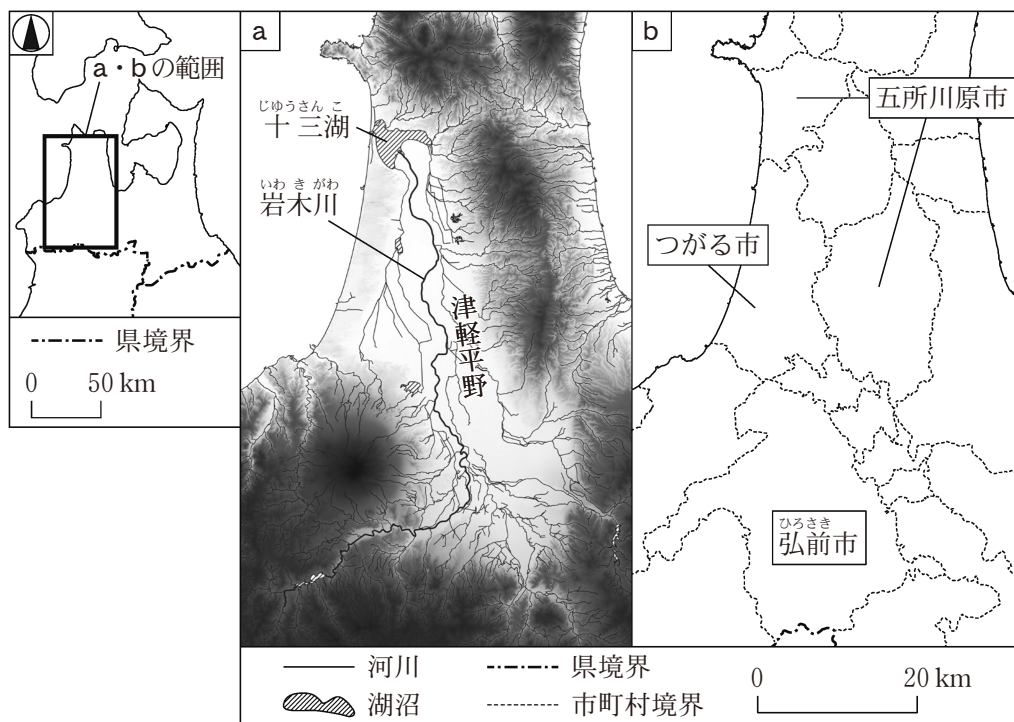 a・bの範囲
県境界
0 50 km
a
じゆうさん こ
十三湖
いわ き がわ
岩木川
津軽平野
b
五所川原市
つがる市
ひろさき
弘前市
河川
県境界
湖沼
市町村境界
0 20 km